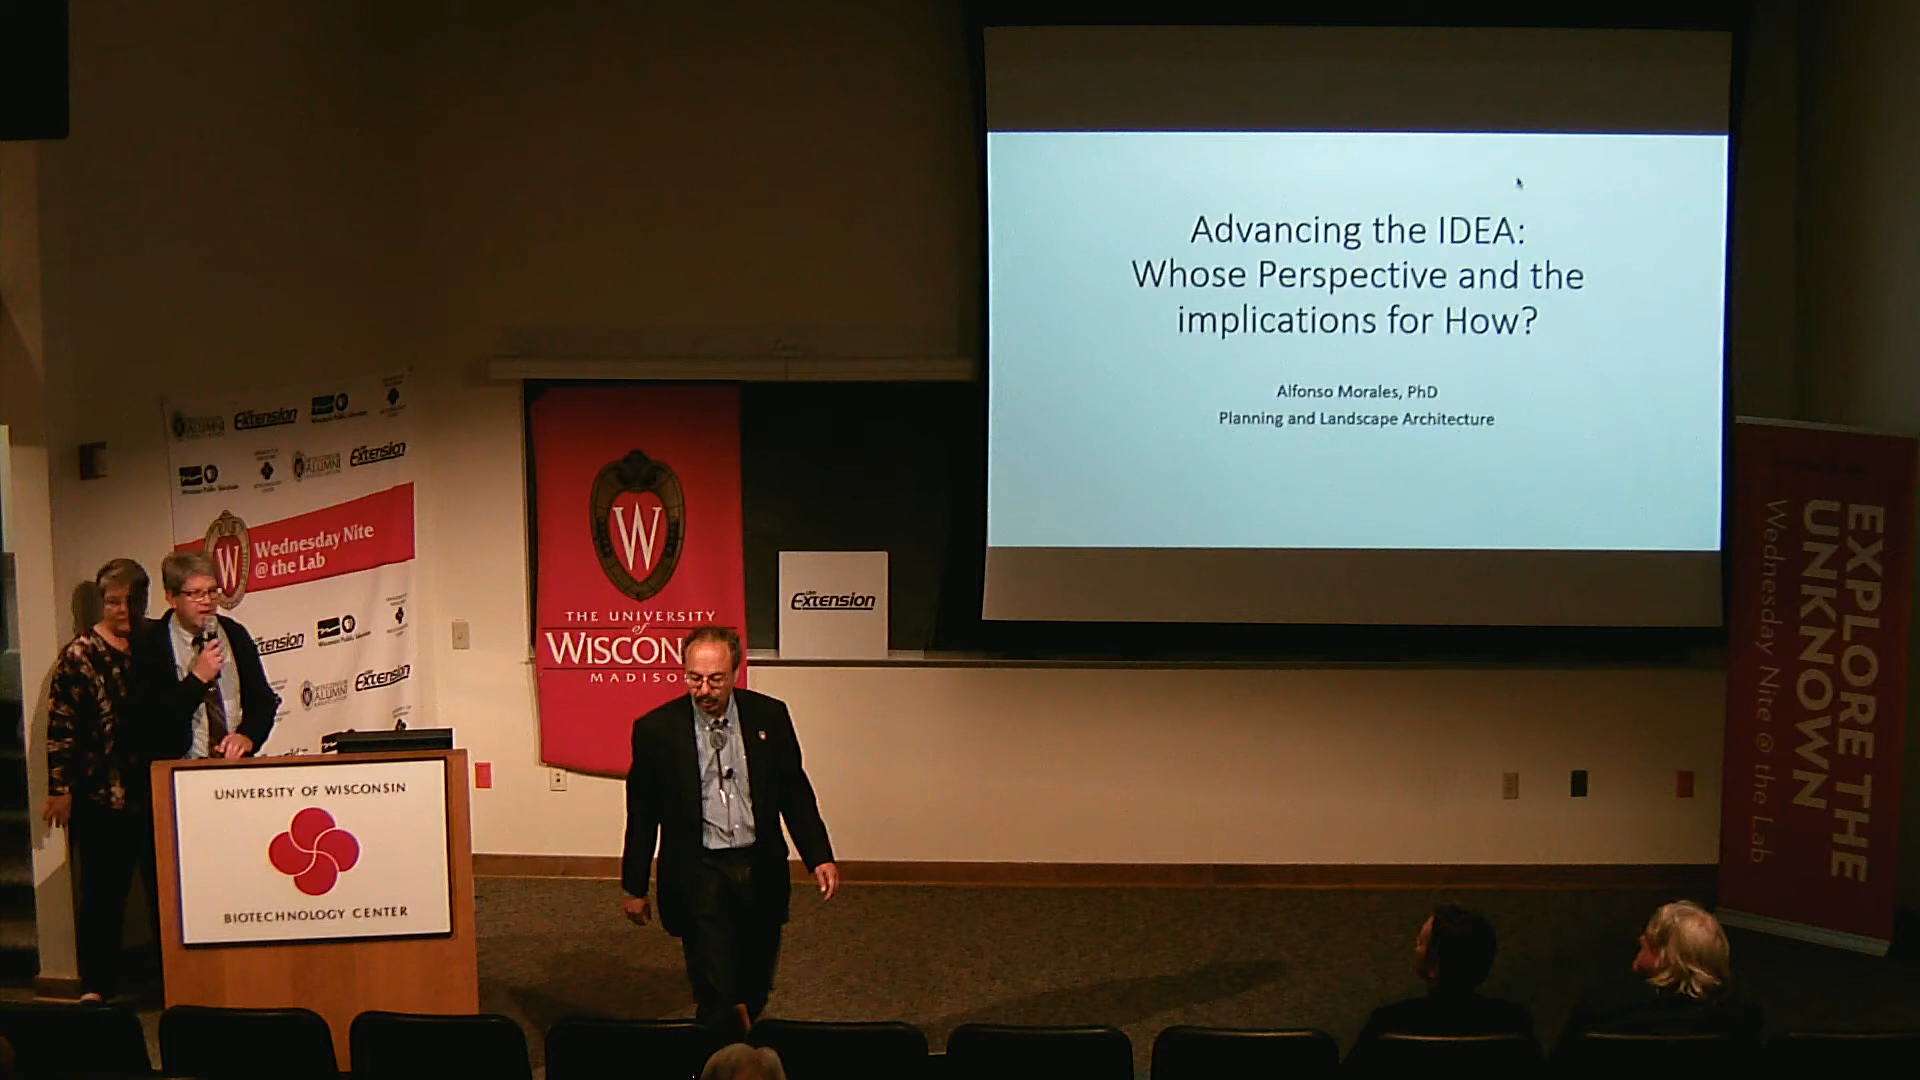 Advancing the IDEA:
Whose Perspective and the
implications for How?
Alfonso Morales, PhD
Planning and Landscape Architecture
Extension
Extension
ALUMNI
Wednesday Nite
@ the Lab
W
ALUMNI
Extension
W
THE UNIVERSITY
of
WISCON
MADISO
Extension
UNIVERSITY OF WISCONSIN
BIOTECHNOLOGY CENTER
EXPLORE THE
UNKNOWN
Wednesday Nite @ the Lab